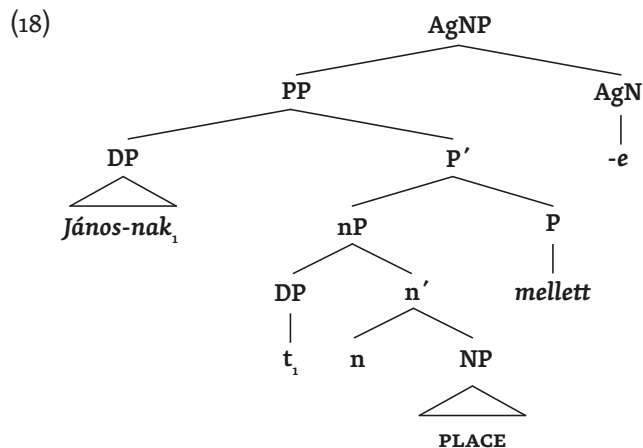 (18)
AgNP
PP AgN
DP P′ -e
János-nak₁ nP P
DP n′ mellett
t₁ n NP
PLACE